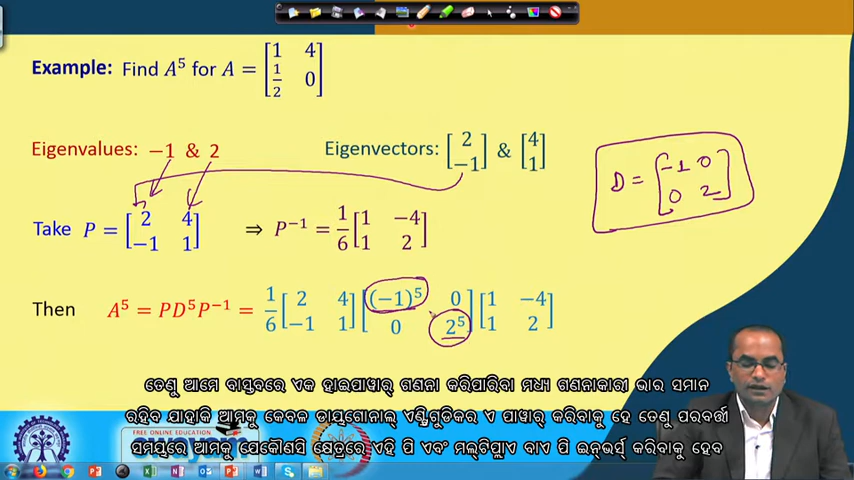 Example: Find A⁵ for A = [1 4; 1/2 0]
Eigenvalues: −1 & 2 Eigenvectors: [2; −1] & [4; 1]
D = [−1 0; 0 2]
Take P = [2 4; −1 1] ⇒ P⁻¹ = 1/6 [1 −4; 1 2]
Then A⁵ = PD⁵P⁻¹ = 1/6 [2 4; −1 1] [(−1)⁵ 0; 0 2⁵] [1 −4; 1 2]
ତେଣୁ ଆମେ ବାସ୍ତବରେ ଏକ ହାଇପାୱାର୍ ଗଣନା କରିପାରିବା ମଧ୍ୟ ଗଣନାକାରୀ ଭାର ସମାନ
ରହିବ ଯାହାକି ଆମକୁ କେବଳ ଡାୟଗୋନାଲ୍ ଏଣ୍ଟ୍ରିଗୁଡିକର ଏ ପାୱାର୍ କରିବାକୁ ହେ ତେଣୁ ପରବର୍ତ୍ତୀ
ସମୟରେ ଆମକୁ ଯେକୌଣସି କ୍ଷେତ୍ରରେ ଏହି ପି ଏବଂ ମଲ୍ଟିପ୍ଲାଏ ବାଏ ପି ଇନ୍ଭର୍ସ୍ କରିବାକୁ ହେବ
FREE ONLINE EDUCATION